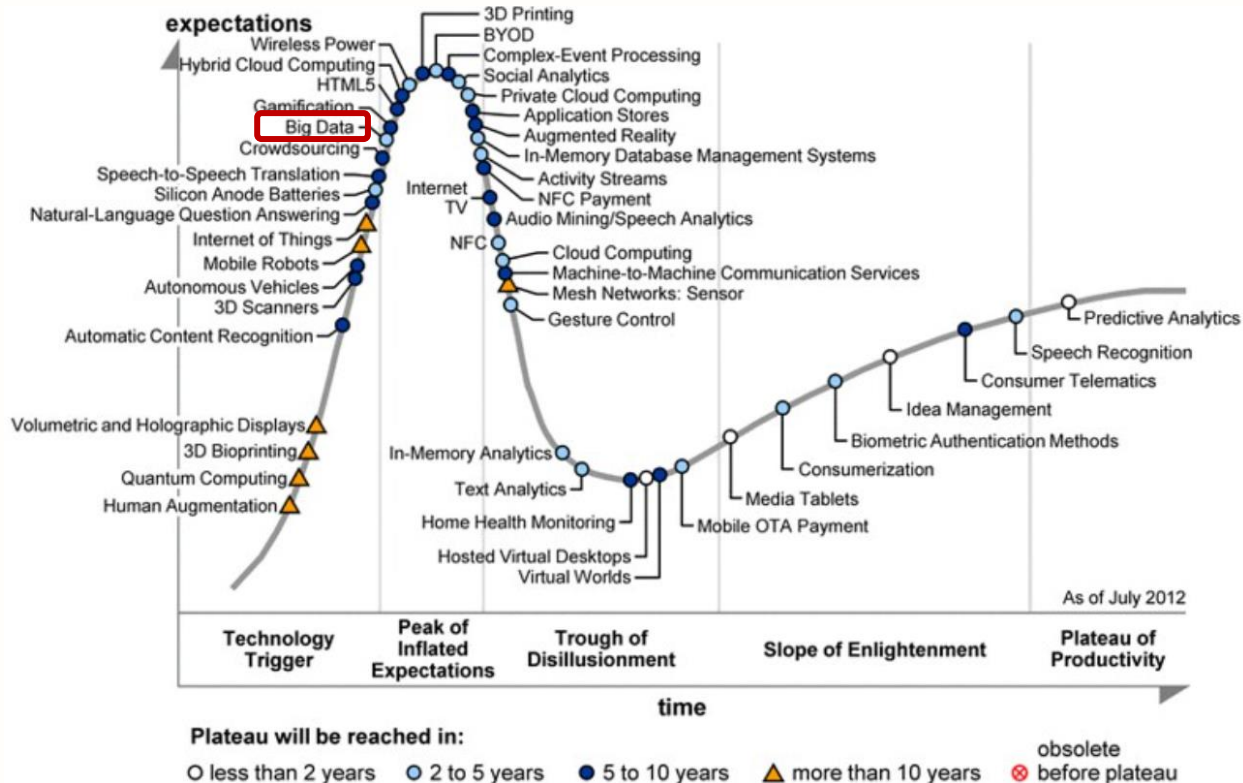 expectations
3D Printing
BYOD
Wireless Power
Complex-Event Processing
Hybrid Cloud Computing
Social Analytics
HTML5
Private Cloud Computing
Gamification
Application Stores
Big Data
Augmented Reality
Crowdsourcing
In-Memory Database Management Systems
Speech-to-Speech Translation
Activity Streams
Silicon Anode Batteries
NFC Payment
Internet
TV
Natural-Language Question Answering
Audio Mining/Speech Analytics
Internet of Things
NFC
Cloud Computing
Mobile Robots
Machine-to-Machine Communication Services
Autonomous Vehicles
Mesh Networks: Sensor
3D Scanners
Gesture Control
Automatic Content Recognition
Predictive Analytics
Speech Recognition
Consumer Telematics
Idea Management
Volumetric and Holographic Displays
Biometric Authentication Methods
3D Bioprinting
In-Memory Analytics
Consumerization
Quantum Computing
Text Analytics
Media Tablets
Human Augmentation
Home Health Monitoring
Mobile OTA Payment
Hosted Virtual Desktops
Virtual Worlds
As of July 2012
Technology
Trigger
Peak of
Inflated
Expectations
Trough of
Disillusionment
Slope of Enlightenment
Plateau of
Productivity
time
Plateau will be reached in:
less than 2 years
2 to 5 years
5 to 10 years
more than 10 years
obsolete
before plateau